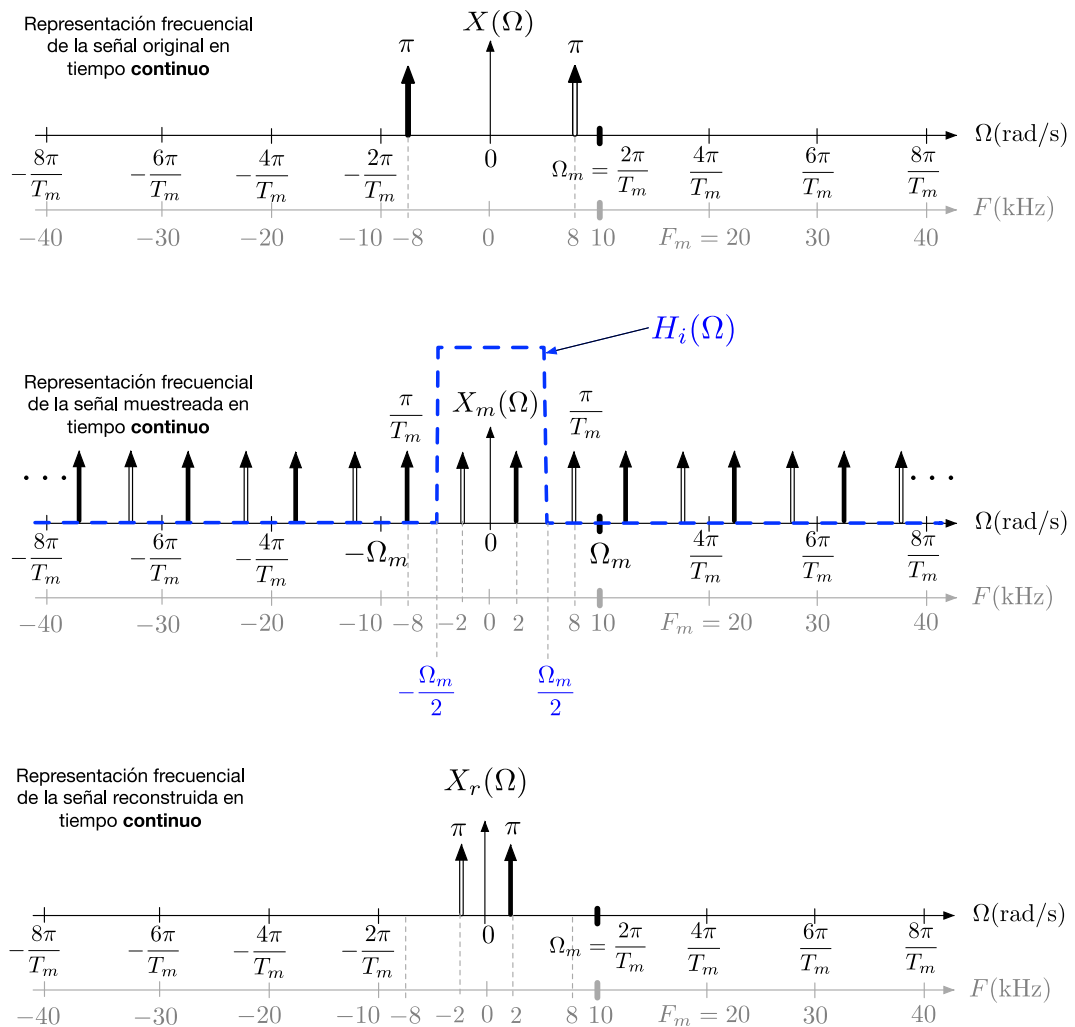 Representación frecuencial
de la señal original en
tiempo continuo
X(Ω)
π π
Ω(rad/s)
−8π/T_m −6π/T_m −4π/T_m −2π/T_m 0 Ω_m = 2π/T_m 4π/T_m 6π/T_m 8π/T_m
F(kHz)
−40 −30 −20 −10 −8 0 8 10 F_m = 20 30 40
H_i(Ω)
Representación frecuencial
de la señal muestreada en
tiempo continuo
π/T_m X_m(Ω) π/T_m
· · · · · ·
Ω(rad/s)
−8π/T_m −6π/T_m −4π/T_m −Ω_m 0 Ω_m 4π/T_m 6π/T_m 8π/T_m
F(kHz)
−40 −30 −20 −10 −8 −2 0 2 8 10 F_m = 20 30 40
−Ω_m/2 Ω_m/2
Representación frecuencial
de la señal reconstruida en
tiempo continuo
X_r(Ω)
π π
Ω(rad/s)
−8π/T_m −6π/T_m −4π/T_m −2π/T_m 0 Ω_m = 2π/T_m 4π/T_m 6π/T_m 8π/T_m
F(kHz)
−40 −30 −20 −10 −8 −2 0 2 8 10 F_m = 20 30 40